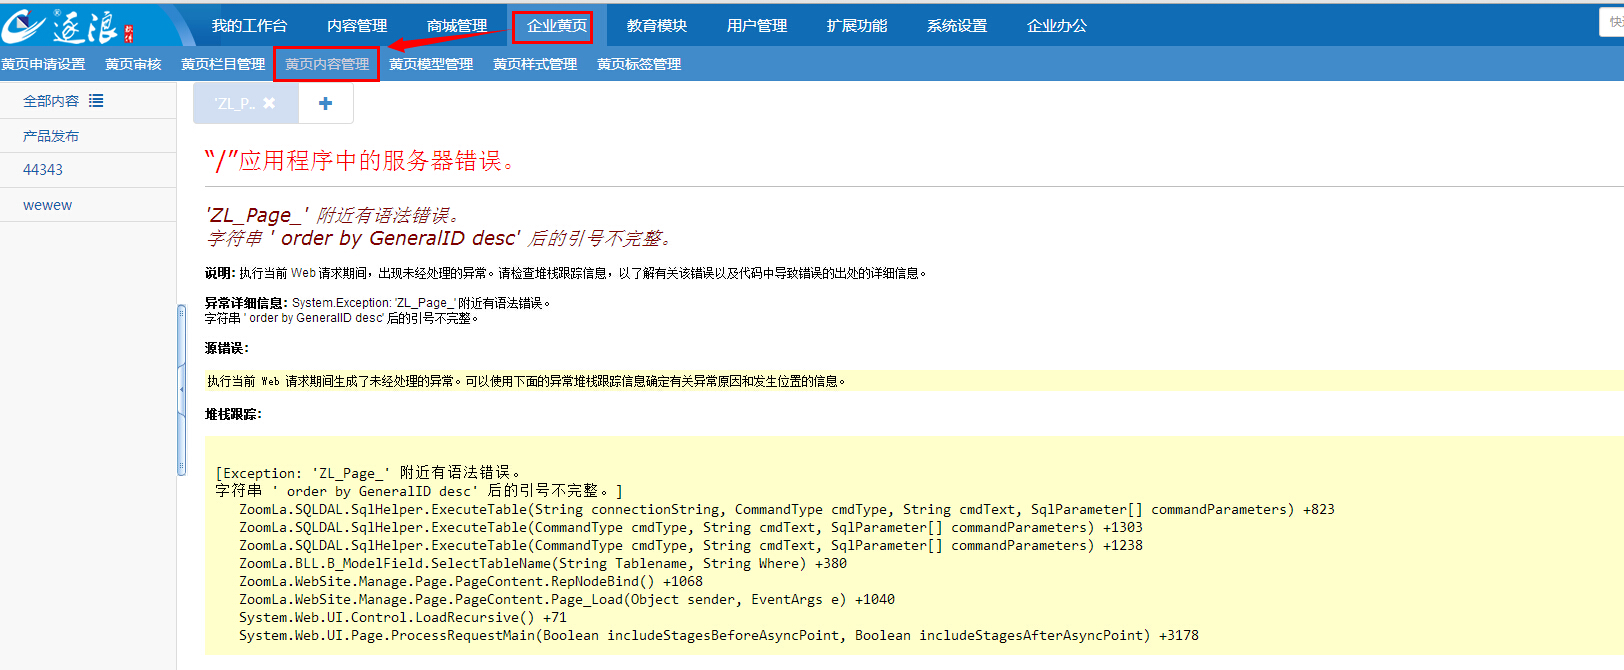 逐浪®软件
我的工作台 内容管理 商城管理 企业黄页 教育模块 用户管理 扩展功能 系统设置 企业办公
黄页申请设置 黄页审核 黄页栏目管理 黄页内容管理 黄页模型管理 黄页样式管理 黄页标签管理
全部内容
产品发布
44343
wewew
'ZL_P.. ✖ +
“/”应用程序中的服务器错误。
'ZL_Page_' 附近有语法错误。
字符串 ' order by GeneralID desc' 后的引号不完整。
说明: 执行当前 Web 请求期间，出现未经处理的异常。请检查堆栈跟踪信息，以了解有关该错误以及代码中导致错误的出处的详细信息。
异常详细信息: System.Exception: 'ZL_Page_' 附近有语法错误。
字符串 ' order by GeneralID desc' 后的引号不完整。
源错误:
执行当前 Web 请求期间生成了未经处理的异常。可以使用下面的异常堆栈跟踪信息确定有关异常原因和发生位置的信息。
堆栈跟踪:
[Exception: 'ZL_Page_' 附近有语法错误。
字符串 ' order by GeneralID desc' 后的引号不完整。]
ZoomLa.SQLDAL.SqlHelper.ExecuteTable(String connectionString, CommandType cmdType, String cmdText, SqlParameter[] commandParameters) +823
ZoomLa.SQLDAL.SqlHelper.ExecuteTable(CommandType cmdType, String cmdText, SqlParameter[] commandParameters) +1303
ZoomLa.SQLDAL.SqlHelper.ExecuteTable(CommandType cmdType, String cmdText, SqlParameter[] commandParameters) +1238
ZoomLa.BLL.B_ModelField.SelectTableName(String Tablename, String Where) +380
ZoomLa.WebSite.Manage.Page.PageContent.RepNodeBind() +1068
ZoomLa.WebSite.Manage.Page.PageContent.Page_Load(Object sender, EventArgs e) +1040
System.Web.UI.Control.LoadRecursive() +71
System.Web.UI.Page.ProcessRequestMain(Boolean includeStagesBeforeAsyncPoint, Boolean includeStagesAfterAsyncPoint) +3178